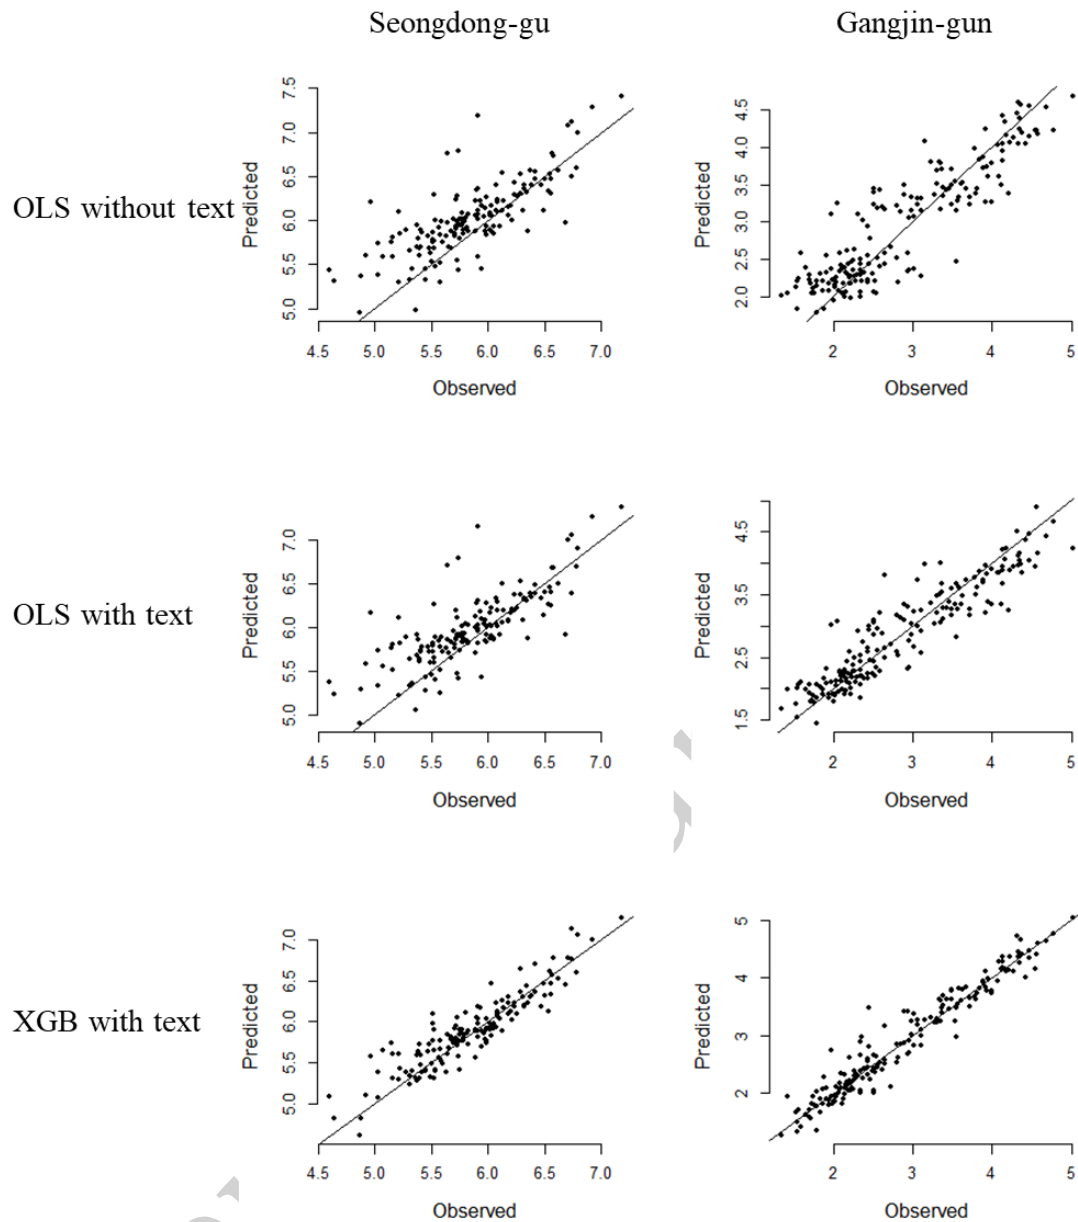 Seongdong-gu Gangjin-gun
OLS without text
Predicted
5.0 5.5 6.0 6.5 7.0 7.5
4.5 5.0 5.5 6.0 6.5 7.0
Observed
Predicted
2.0 2.5 3.0 3.5 4.0 4.5
2 3 4 5
Observed
OLS with text
Predicted
5.0 5.5 6.0 6.5 7.0
4.5 5.0 5.5 6.0 6.5 7.0
Observed
Predicted
1.5 2.5 3.5 4.5
2 3 4 5
Observed
XGB with text
Predicted
5.0 5.5 6.0 6.5 7.0
4.5 5.0 5.5 6.0 6.5 7.0
Observed
Predicted
2 3 4 5
2 3 4 5
Observed